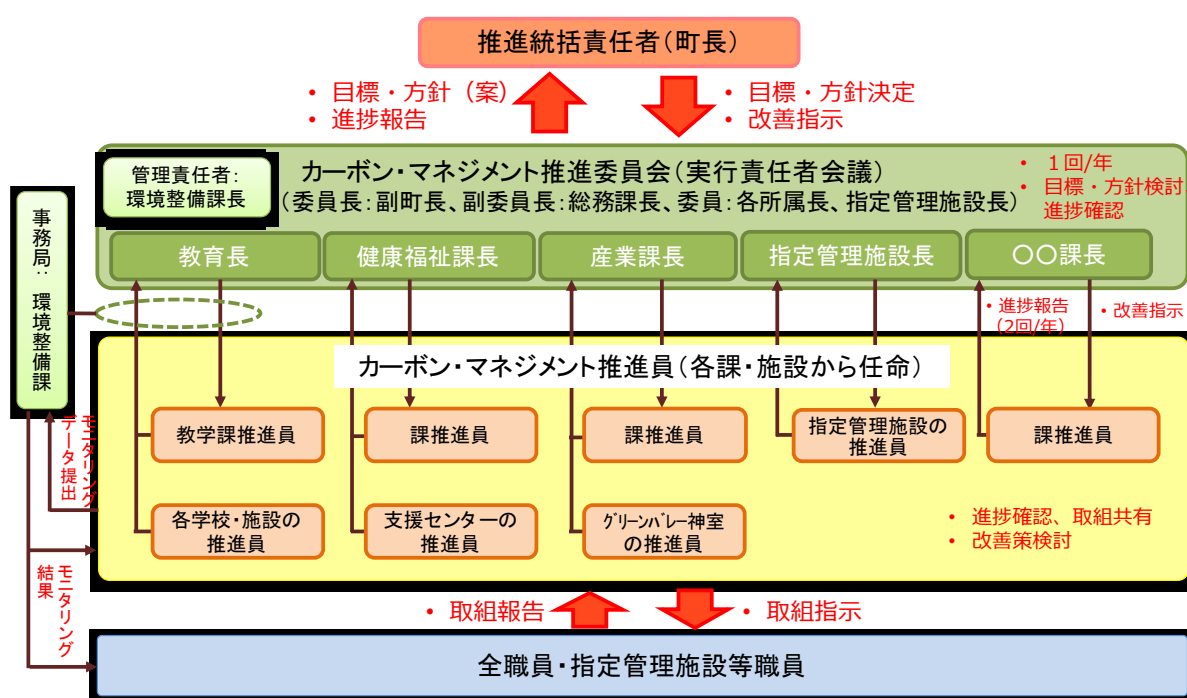 推進統括責任者(町長)
• 目標・方針(案)
• 進捗報告
• 目標・方針決定
• 改善指示
管理責任者:
環境整備課長
カーボン・マネジメント推進委員会(実行責任者会議)
(委員長:副町長、副委員長:総務課長、委員:各所属長、指定管理施設長)
• 1回/年
• 目標・方針検討
進捗確認
事務局: 環境整備課
教育長
健康福祉課長
産業課長
指定管理施設長
〇〇課長
・進捗報告
(2回/年)
・改善指示
カーボン・マネジメント推進員(各課・施設から任命)
教学課推進員
課推進員
課推進員
指定管理施設の
推進員
課推進員
モニタリング
データ提出
各学校・施設の
推進員
支援センターの
推進員
グリーンバレー神室
の推進員
• 進捗確認、取組共有
• 改善策検討
モニタリング
結果
• 取組報告
• 取組指示
全職員・指定管理施設等職員